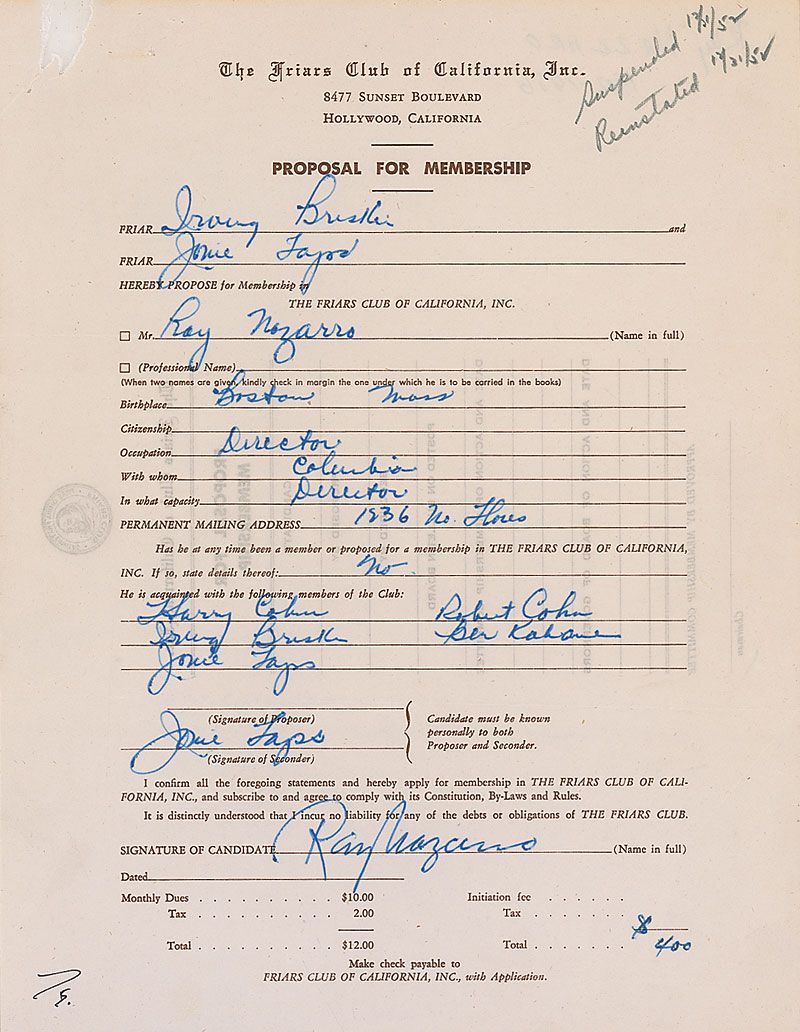 Suspended 12/1/52
Reinstated 12/31/52
The Friars Club of California, Inc.
8477 SUNSET BOULEVARD
HOLLYWOOD, CALIFORNIA
PROPOSAL FOR MEMBERSHIP
FRIAR Irving Briskin and
FRIAR Jonie Taps
HEREBY PROPOSE for Membership in
THE FRIARS CLUB OF CALIFORNIA, INC.
☐ Mr. Ray Nazarro (Name in full)
☐ (Professional Name)
(When two names are given, kindly check in margin the one under which he is to be carried in the books)
Birthplace Boston Mass
Citizenship
Occupation Director
With whom Columbia
In what capacity Director
PERMANENT MAILING ADDRESS 1236 No. Flores
Has he at any time been a member or proposed for a membership in THE FRIARS CLUB OF CALIFORNIA,
INC. If so, state details thereof: No.
He is acquainted with the following members of the Club:
Harry Cohn Robert Cohn
Irving Briskin Ben Kahane
Jonie Taps
(Signature of Proposer)
Jonie Taps
(Signature of Seconder)
Candidate must be known
personally to both
Proposer and Seconder.
I confirm all the foregoing statements and hereby apply for membership in THE FRIARS CLUB OF CALI-
FORNIA, INC., and subscribe to and agree to comply with its Constitution, By-Laws and Rules.
It is distinctly understood that I incur no liability for any of the debts or obligations of THE FRIARS CLUB.
SIGNATURE OF CANDIDATE Ray Nazarro (Name in full)
Dated
Monthly Dues . . . . . . . . . . $10.00 Initiation fee . . . . . .
Tax . . . . . . . . . . 2.00 Tax . . . . . . .
Total . . . . . . . . . . $12.00 Total . . . . . . . $400
Make check payable to
FRIARS CLUB OF CALIFORNIA, INC., with Application.